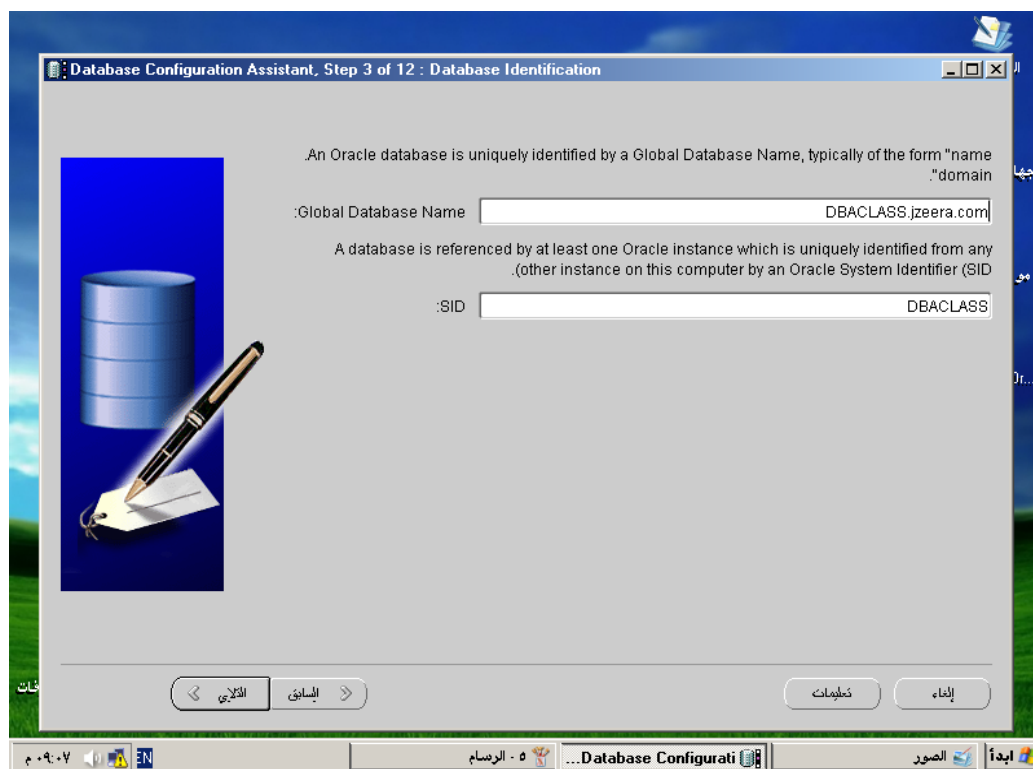 Database Configuration Assistant, Step 3 of 12 : Database Identification
.An Oracle database is uniquely identified by a Global Database Name, typically of the form "name
."domain
:Global Database Name
DBACLASS.jzeera.com
A database is referenced by at least one Oracle instance which is uniquely identified from any
.(other instance on this computer by an Oracle System Identifier (SID
:SID
DBACLASS
إلغاء
تعليمات
السابق
التالي
ابدأ
الصور
...Database Configurati
٥ - الرسام
EN
٠٩:٠٧ م